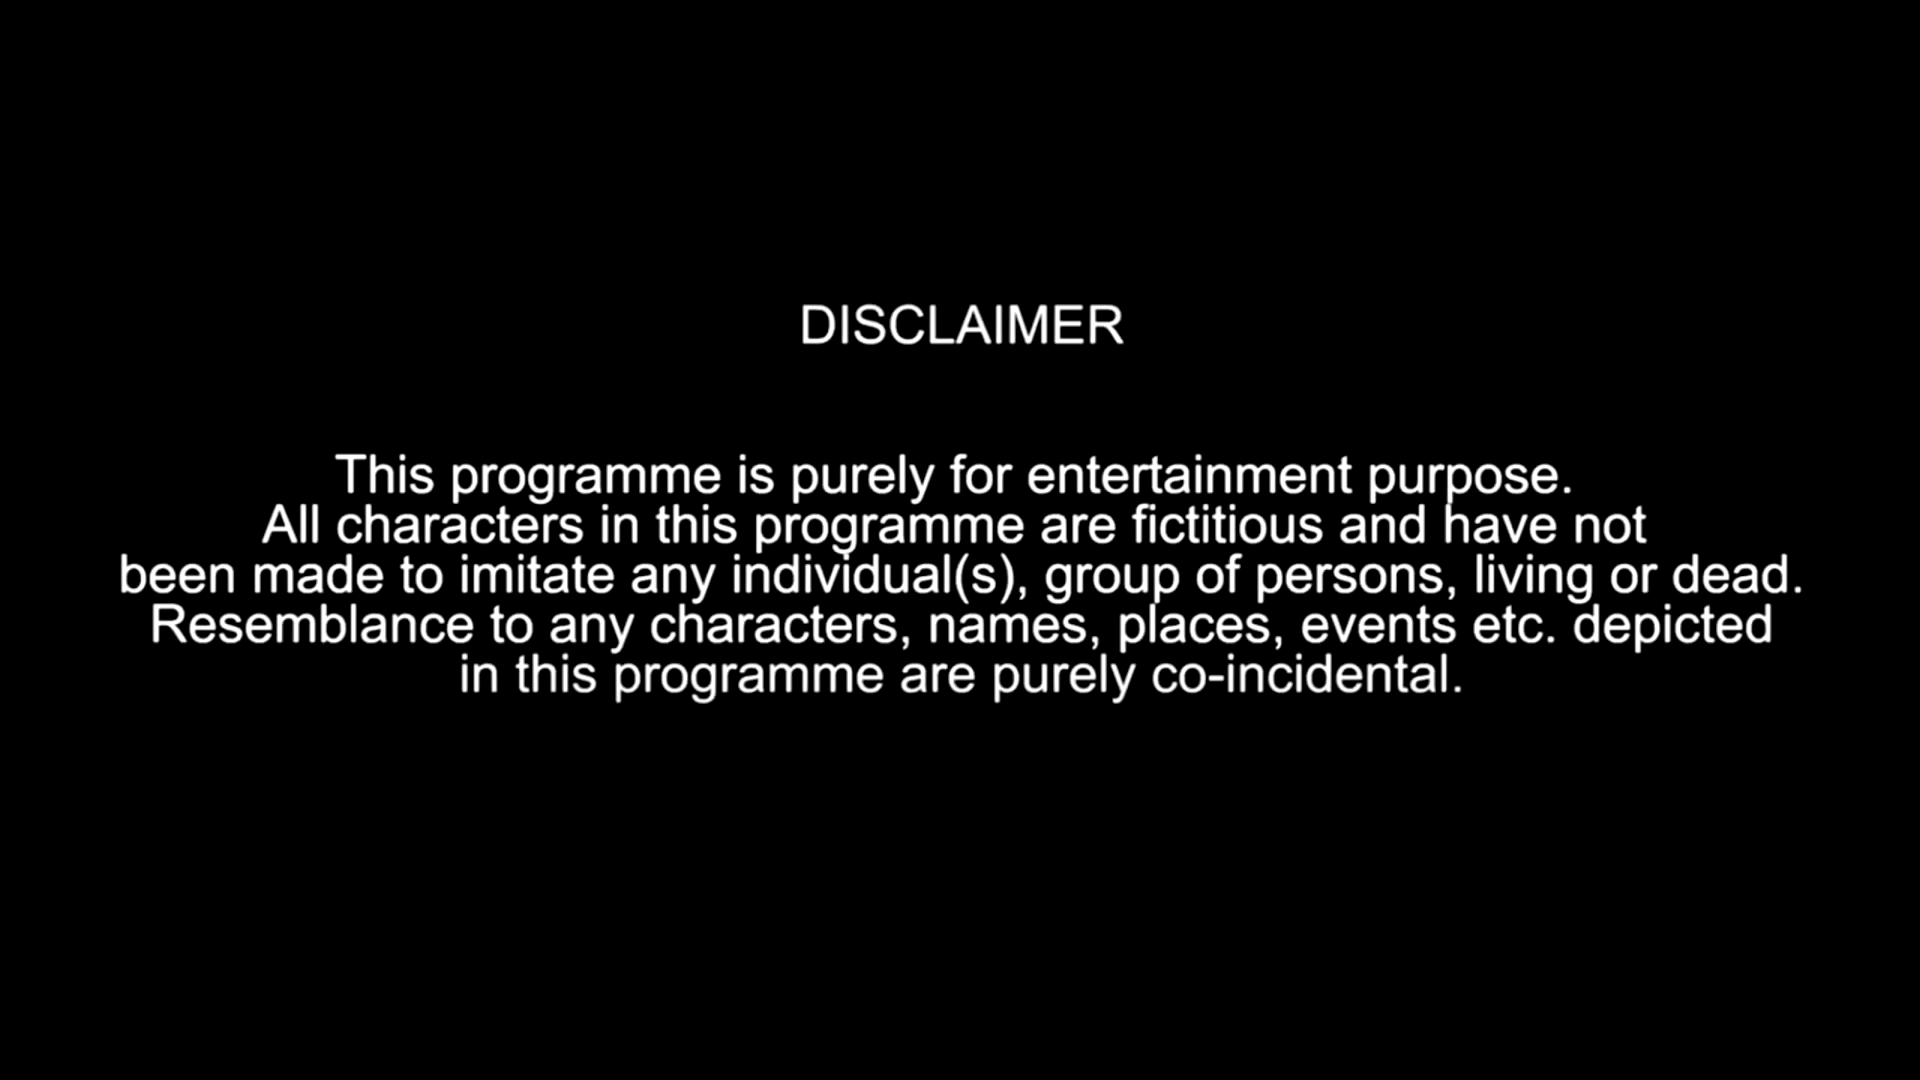 DISCLAIMER
This programme is purely for entertainment purpose.
All characters in this programme are fictitious and have not
been made to imitate any individual(s), group of persons, living or dead.
Resemblance to any characters, names, places, events etc. depicted
in this programme are purely co-incidental.